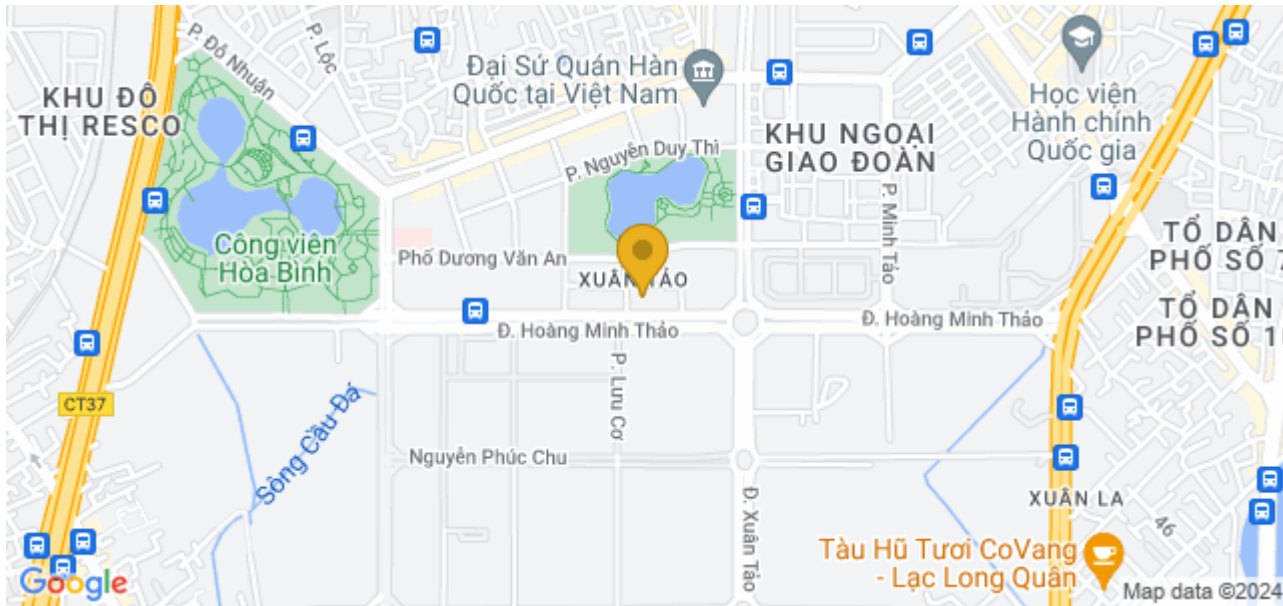 P. Đỗ Nhuận
P. Lộc
KHU ĐÔ
THỊ RESCO
Đại Sứ Quán Hàn
Quốc tại Việt Nam
KHU NGOẠI
GIAO ĐOÀN
Học viện
Hành chính
Quốc gia
P. Nguyễn Duy Thì
P. Minh Tảo
TỔ DÂN
PHỐ SỐ 7
Công viên
Hòa Bình
Phố Dương Văn An
XUÂN TẢO
TỔ DÂN
PHỐ SỐ 1
Đ. Hoàng Minh Thảo
Đ. Hoàng Minh Thảo
P. Lưu Cơ
CT37
Sông Cầu Đá
Nguyễn Phúc Chu
Đ. Xuân Tảo
XUÂN LA
46
Tàu Hũ Tươi CoVang
- Lạc Long Quân
Google
Map data ©2024